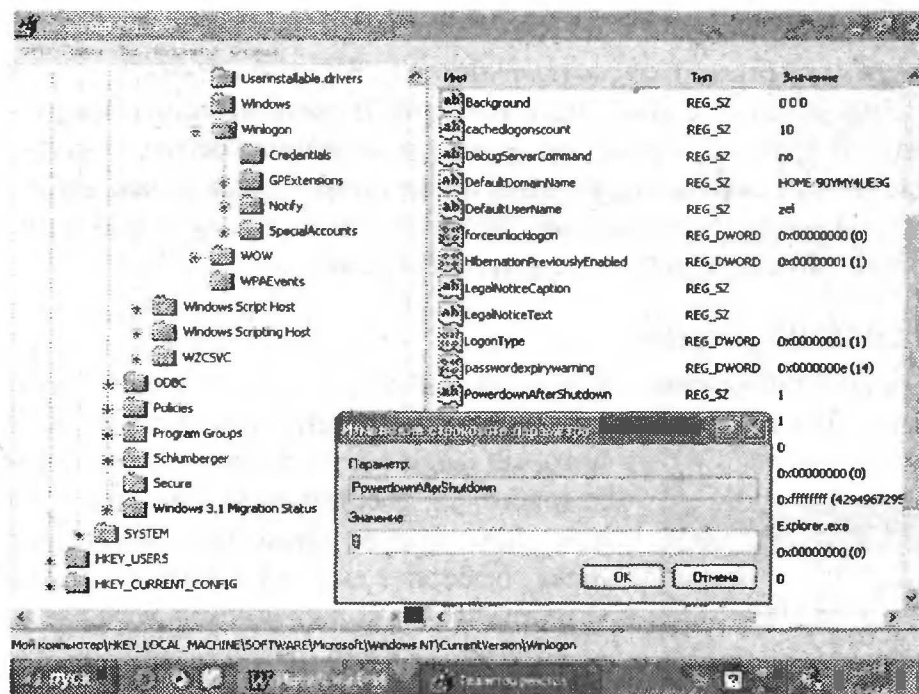 Userinstallable.drivers
Windows
Winlogon
Credentials
GPExtensions
Notify
SpecialAccounts
WOW
WPAEvents
Windows Script Host
Windows Scripting Host
WZCSVC
ODBC
Policies
Program Groups
Schlumberger
Secure
Windows 3.1 Migration Status
SYSTEM
HKEY_USERS
HKEY_CURRENT_CONFIG
Имя Тип Значение
Background REG_SZ 0 0 0
cachedlogonscount REG_SZ 10
DebugServerCommand REG_SZ no
DefaultDomainName REG_SZ HOME-90YMY4UE3G
DefaultUserName REG_SZ zei
forceunlocklogon REG_DWORD 0x00000000 (0)
HibernationPreviouslyEnabled REG_DWORD 0x00000001 (1)
LegalNoticeCaption REG_SZ
LegalNoticeText REG_SZ
LogonType REG_DWORD 0x00000001 (1)
passwordexpirywarning REG_DWORD 0x0000000e (14)
PowerdownAfterShutdown REG_SZ 1
1
0
0x00000000 (0)
0xffffffff (4294967295
Explorer.exe
0x00000000 (0)
0
Параметр:
PowerdownAfterShutdown
Значение:
OK Отмена
Мой компьютер\HKEY_LOCAL_MACHINE\SOFTWARE\Microsoft\Windows NT\CurrentVersion\Winlogon
пуск